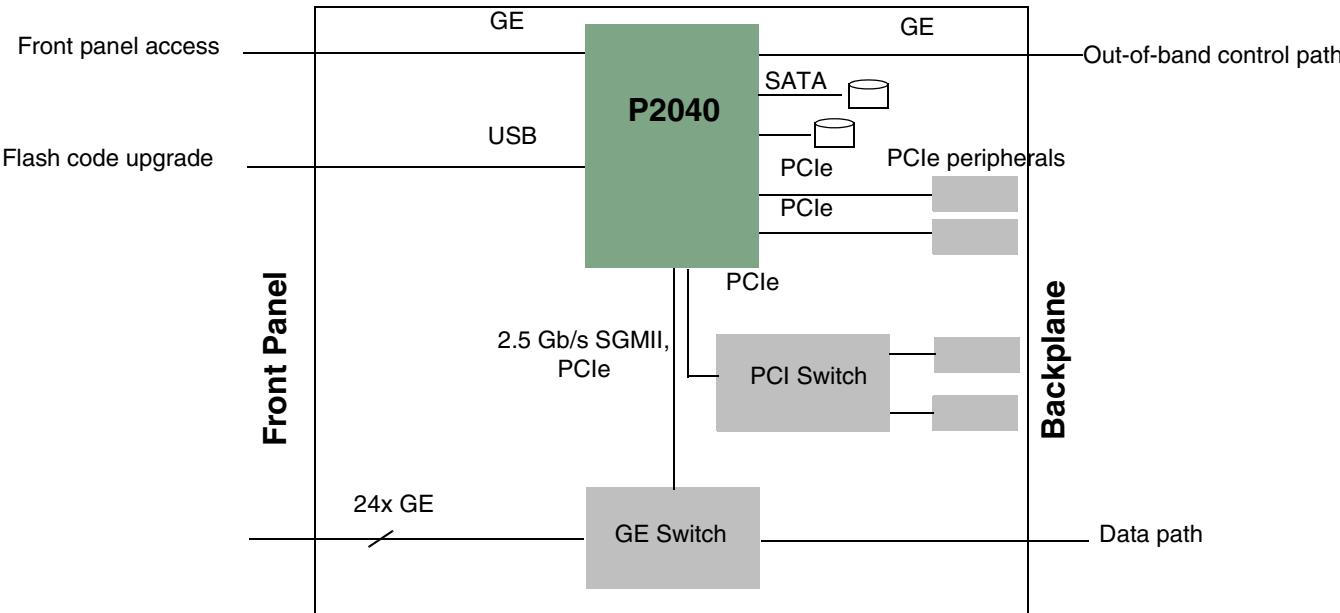 GE
GE
Front panel access
Out-of-band control path
SATA
P2040
USB
Flash code upgrade
PCIe
PCIe peripherals
PCIe
PCIe
Front Panel
Backplane
2.5 Gb/s SGMII,
PCIe
PCI Switch
24x GE
GE Switch
Data path